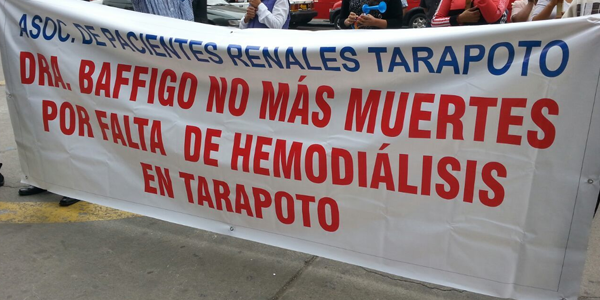 ASOC. DE PACIENTES RENALES TARAPOTO
DRA. BAFFIGO NO MÁS MUERTES
POR FALTA DE HEMODIÁLISIS
EN TARAPOTO